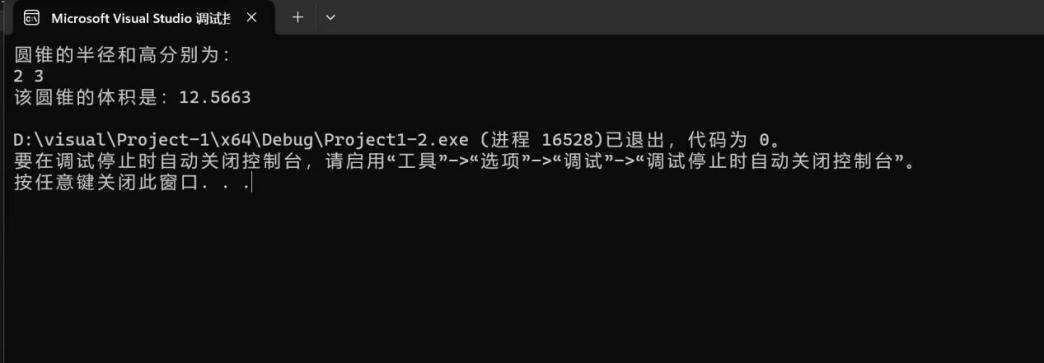 Microsoft Visual Studio 调试
圆锥的半径和高分别为:
2 3
该圆锥的体积是: 12.5663
D:\visual\Project-1\x64\Debug\Project1-2.exe (进程 16528)已退出，代码为 0。
要在调试停止时自动关闭控制台，请启用“工具”->“选项”->“调试”->“调试停止时自动关闭控制台”。
按任意键关闭此窗口. . .